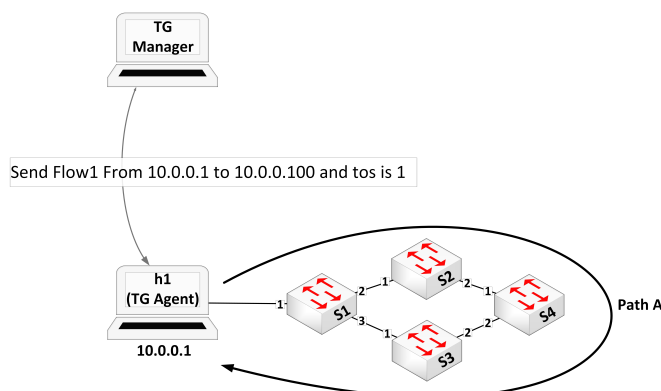 TG
Manager
Send Flow1 From 10.0.0.1 to 10.0.0.100 and tos is 1
h1
(TG Agent)
10.0.0.1
1
S1
2
3
1
S2
2
1
S3
2
1
2
S4
Path A